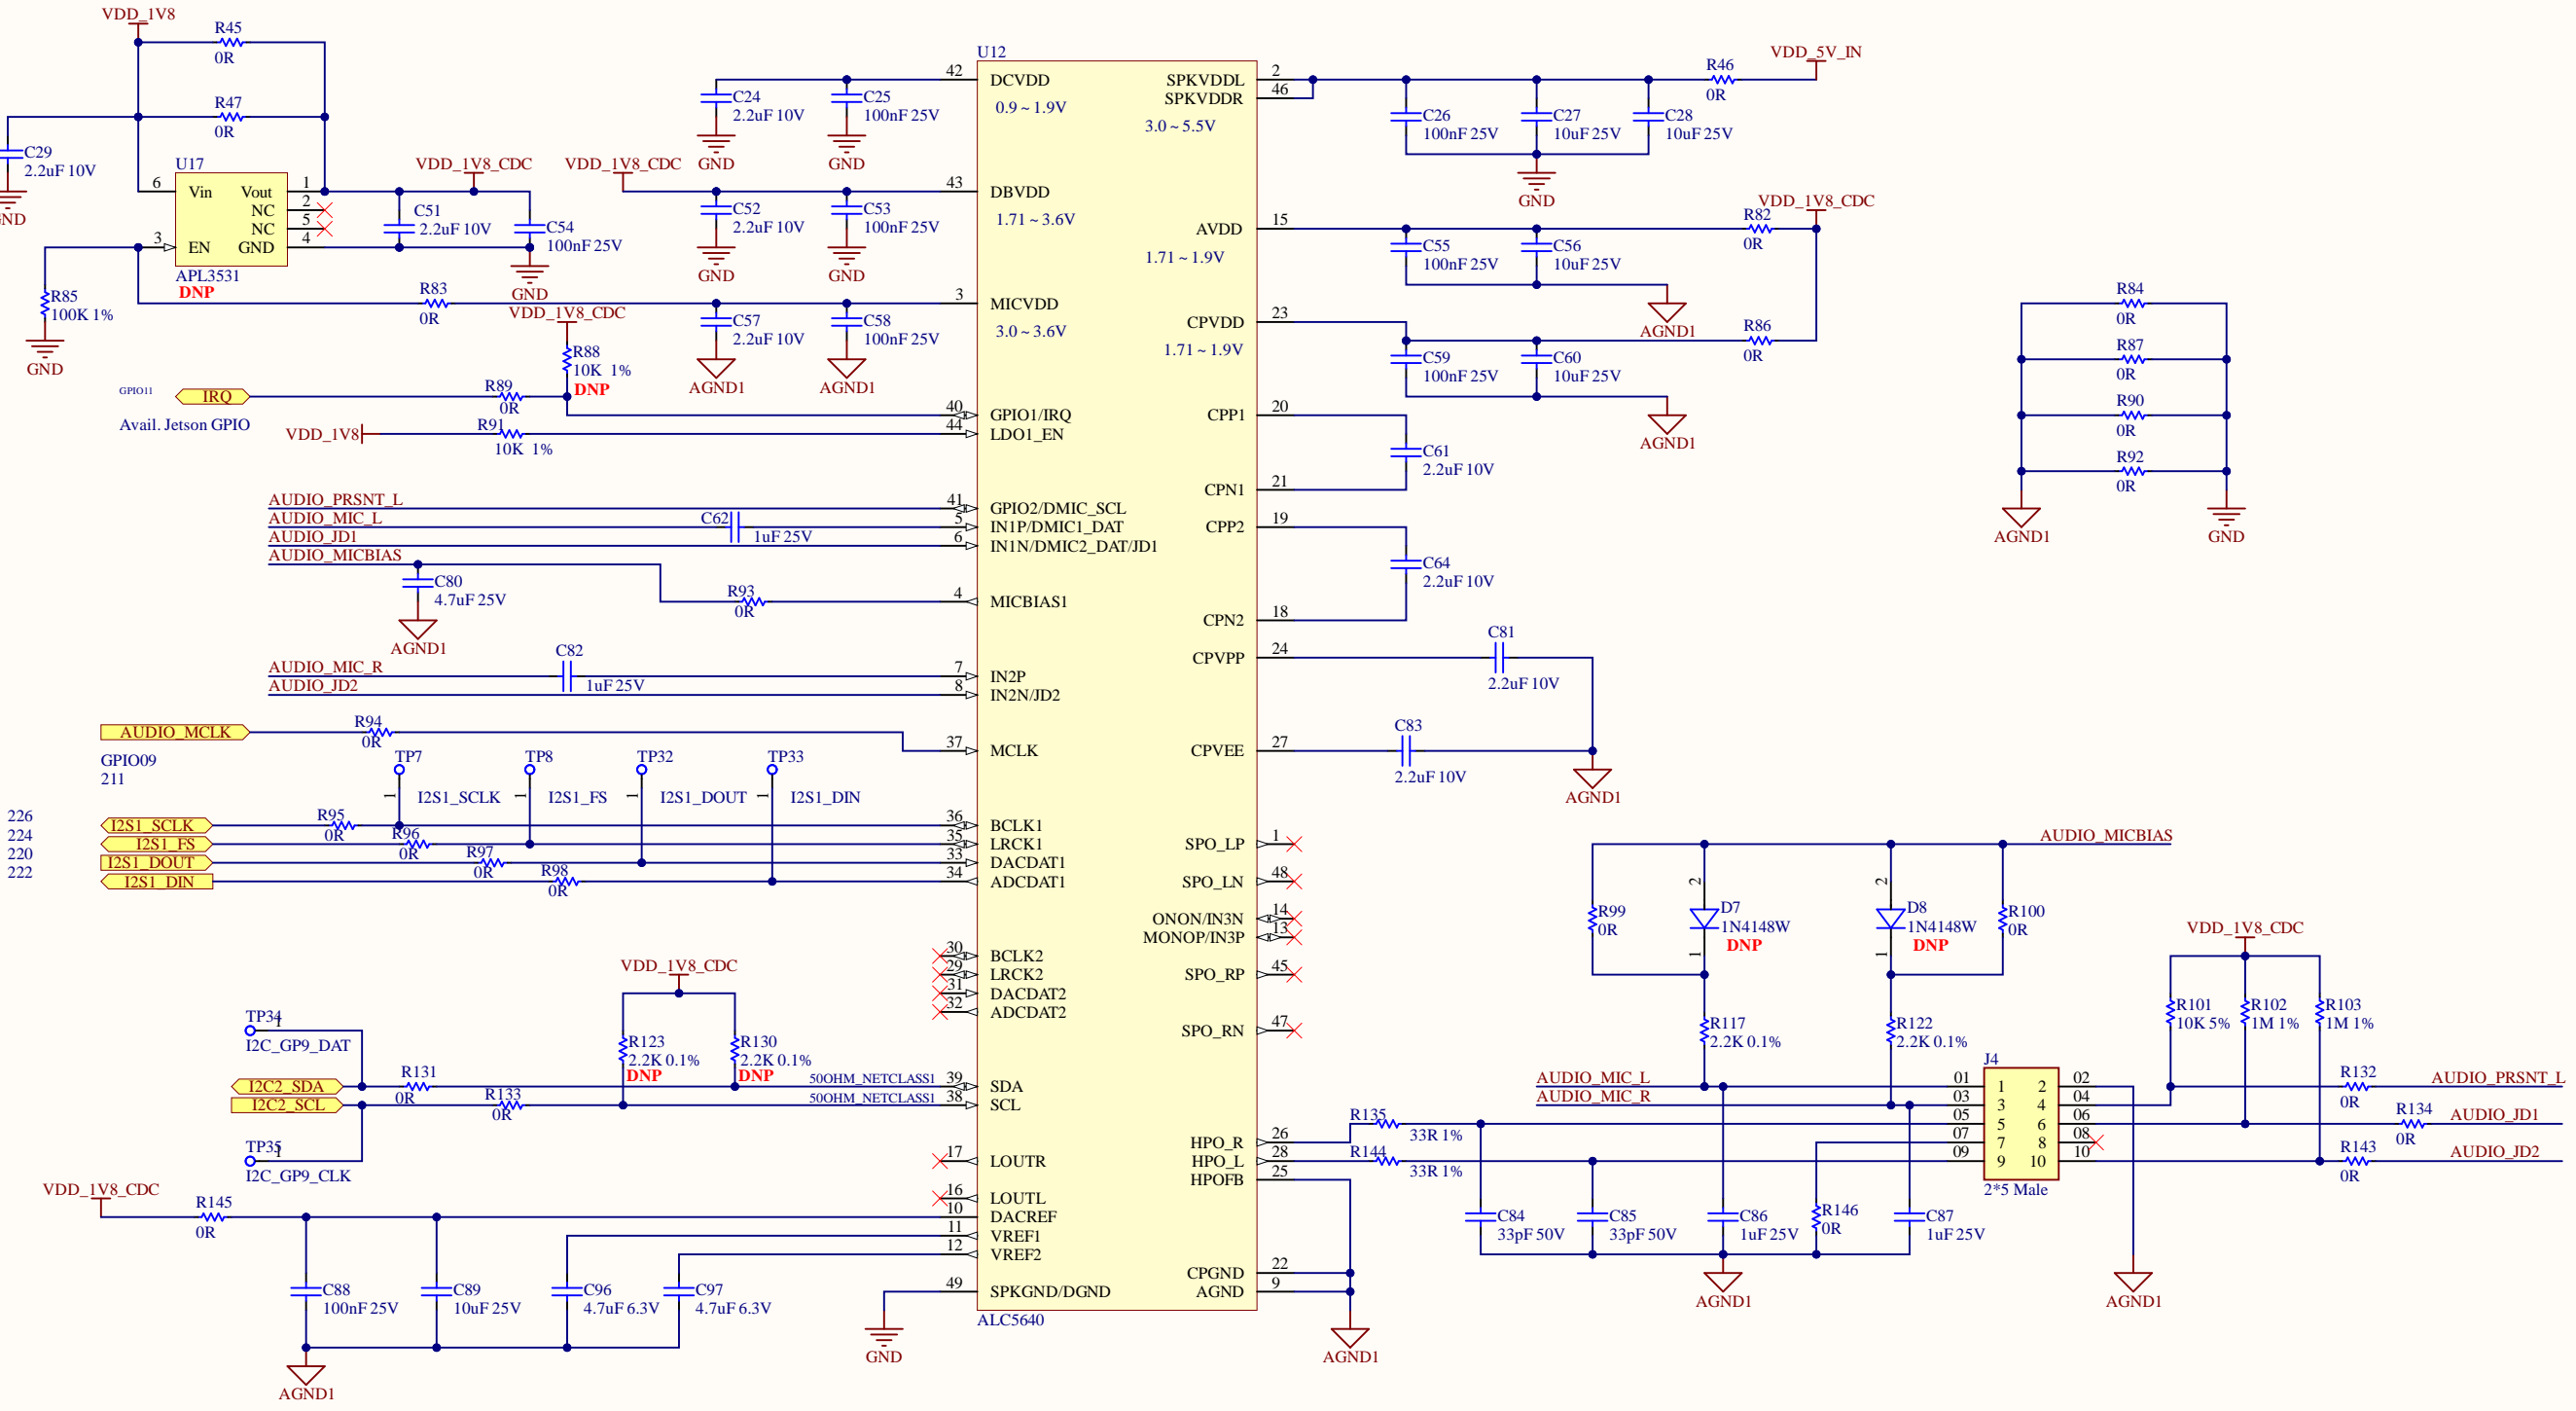 VDD_1V8
R45
0R
R47
0R
C29
2.2uF 10V
ND
U17
6
Vin
Vout
1
NC
2
NC
5
3
EN
GND
4
APL3531
DNP
VDD_1V8_CDC
C51
2.2uF 10V
C54
100nF 25V
GND
R85
100K 1%
GND
R83
0R
VDD_1V8_CDC
R88
10K 1%
DNP
GPIO11
IRQ
R89
0R
Avail. Jetson GPIO
VDD_1V8
R91
10K 1%
C24
2.2uF 10V
GND
C25
100nF 25V
GND
VDD_1V8_CDC
C52
2.2uF 10V
GND
C53
100nF 25V
GND
C57
2.2uF 10V
AGND1
C58
100nF 25V
AGND1
AUDIO_PRSNT_L
AUDIO_MIC_L
C62
1uF 25V
AUDIO_JD1
AUDIO_MICBIAS
C80
4.7uF 25V
AGND1
R93
0R
AUDIO_MIC_R
C82
1uF 25V
AUDIO_JD2
AUDIO_MCLK
R94
0R
GPIO09
211
TP7
1
I2S1_SCLK
TP8
1
I2S1_FS
TP32
1
I2S1_DOUT
TP33
1
I2S1_DIN
226
I2S1_SCLK
R95
0R
224
I2S1_FS
R96
0R
220
I2S1_DOUT
R97
0R
222
I2S1_DIN
R98
0R
VDD_1V8_CDC
R123
2.2K 0.1%
DNP
R130
2.2K 0.1%
DNP
TP34
1
I2C_GP9_DAT
I2C2_SDA
R131
0R
50OHM_NETCLASS1
I2C2_SCL
R133
0R
50OHM_NETCLASS1
TP35
1
I2C_GP9_CLK
VDD_1V8_CDC
R145
0R
C88
100nF 25V
C89
10uF 25V
C96
4.7uF 6.3V
C97
4.7uF 6.3V
AGND1
GND
U12
42
DCVDD
0.9 ~ 1.9V
43
DBVDD
1.71 ~ 3.6V
3
MICVDD
3.0 ~ 3.6V
40
GPIO1/IRQ
44
LDO1_EN
41
GPIO2/DMIC_SCL
5
IN1P/DMIC1_DAT
6
IN1N/DMIC2_DAT/JD1
4
MICBIAS1
7
IN2P
8
IN2N/JD2
37
MCLK
36
BCLK1
35
LRCK1
33
DACDAT1
34
ADCDAT1
30
BCLK2
29
LRCK2
31
DACDAT2
32
ADCDAT2
39
SDA
38
SCL
17
LOUTR
16
LOUTL
10
DACREF
11
VREF1
12
VREF2
49
SPKGND/DGND
ALC5640
SPKVDDL
2
SPKVDDR
46
3.0 ~ 5.5V
AVDD
15
1.71 ~ 1.9V
CPVDD
23
1.71 ~ 1.9V
CPP1
20
CPN1
21
CPP2
19
CPN2
18
CPVPP
24
CPVEE
27
SPO_LP
1
SPO_LN
48
ONON/IN3N
14
MONOP/IN3P
13
SPO_RP
45
SPO_RN
47
HPO_R
26
HPO_L
28
HPOFB
25
CPGND
22
AGND
9
AGND1
C26
100nF 25V
C27
10uF 25V
C28
10uF 25V
GND
R46
0R
VDD_5V_IN
C55
100nF 25V
C56
10uF 25V
AGND1
R82
0R
VDD_1V8_CDC
C59
100nF 25V
C60
10uF 25V
AGND1
R86
0R
C61
2.2uF 10V
C64
2.2uF 10V
C81
2.2uF 10V
C83
2.2uF 10V
AGND1
R84
0R
R87
0R
R90
0R
R92
0R
AGND1
GND
AUDIO_MICBIAS
R99
0R
2
D7
1N4148W
DNP
1
2
D8
1N4148W
DNP
1
R100
0R
R117
2.2K 0.1%
R122
2.2K 0.1%
VDD_1V8_CDC
R101
10K 5%
R102
1M 1%
R103
1M 1%
AUDIO_MIC_L
AUDIO_MIC_R
R135
33R 1%
R144
33R 1%
J4
01
1
2
02
03
3
4
04
05
5
6
06
07
7
8
08
09
9
10
10
2*5 Male
R132
0R
AUDIO_PRSNT_L
R134
0R
AUDIO_JD1
R143
0R
AUDIO_JD2
C84
33pF 50V
C85
33pF 50V
C86
1uF 25V
R146
0R
C87
1uF 25V
AGND1
AGND1